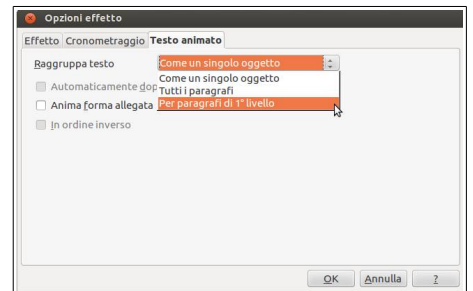 Opzioni effetto
Effetto Cronometraggio Testo animato
Raggruppa testo Come un singolo oggetto
Come un singolo oggetto
Automaticamente dop
Tutti i paragrafi
Anima forma allegata Per paragrafi di 1° livello
In ordine inverso
OK Annulla ?